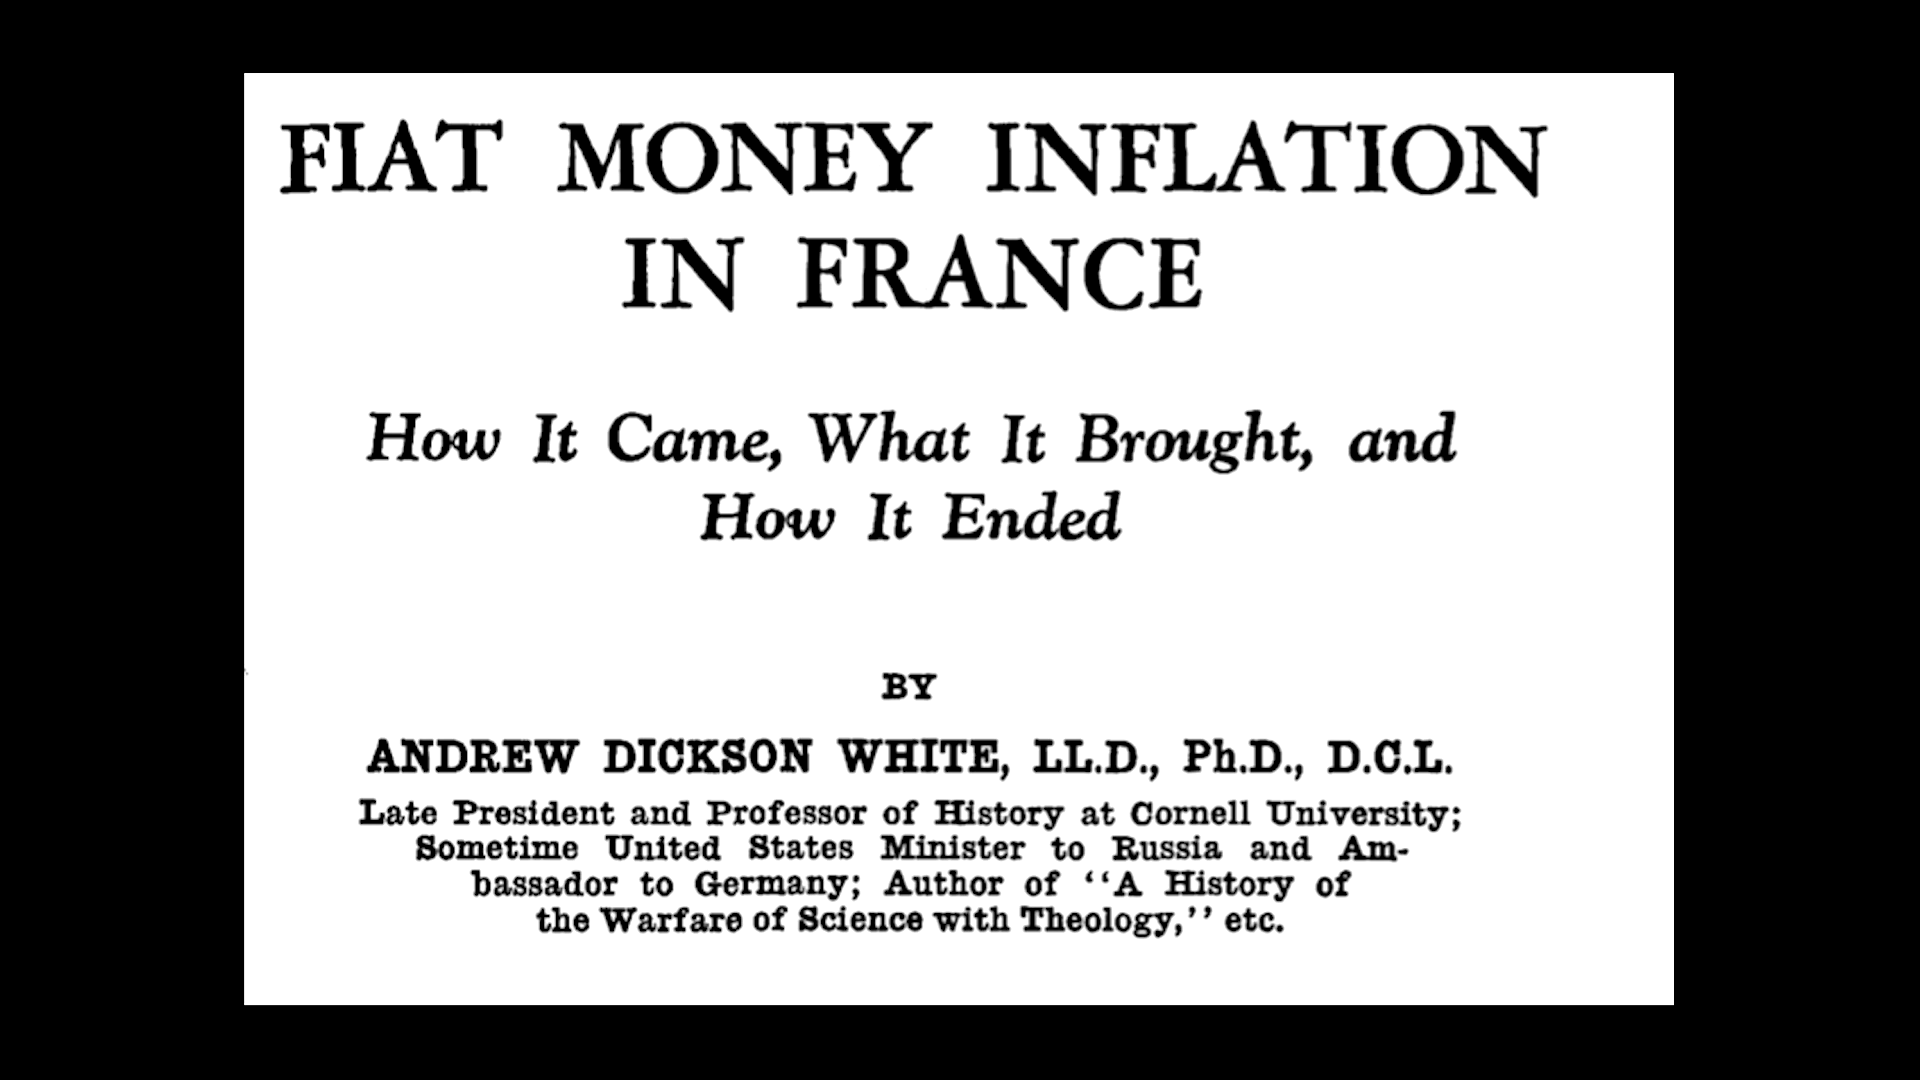 FIAT MONEY INFLATION
IN FRANCE
How It Came, What It Brought, and
How It Ended
BY
ANDREW DICKSON WHITE, LL.D., Ph.D., D.C.L.
Late President and Professor of History at Cornell University;
Sometime United States Minister to Russia and Am-
bassador to Germany; Author of ‘‘A History of
the Warfare of Science with Theology,’’ etc.